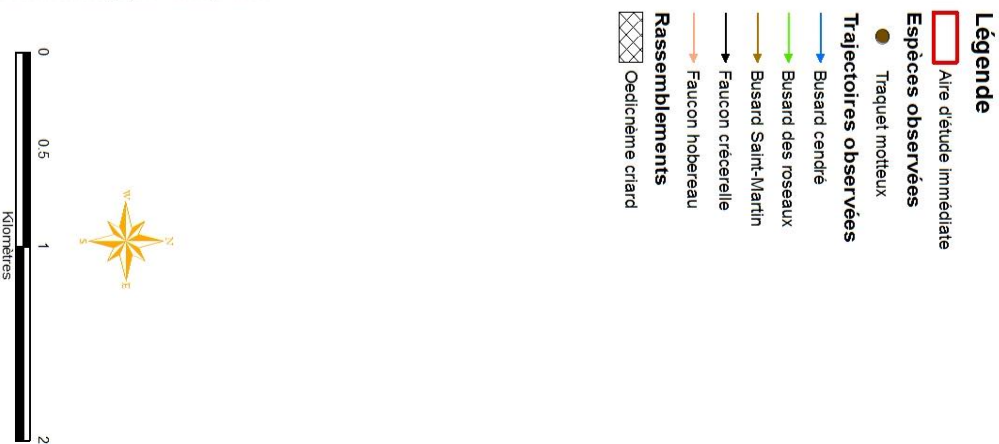 Légende
Aire d'étude immédiate
Espèces observées
Traquet motteux
Trajectoires observées
Busard cendré
Busard des roseaux
Busard Saint-Martin
Faucon crécerelle
Faucon hobereau
Rassemblements
Oedicnème criard
N
W
E
S
0 0.5 1 2
Kilomètres